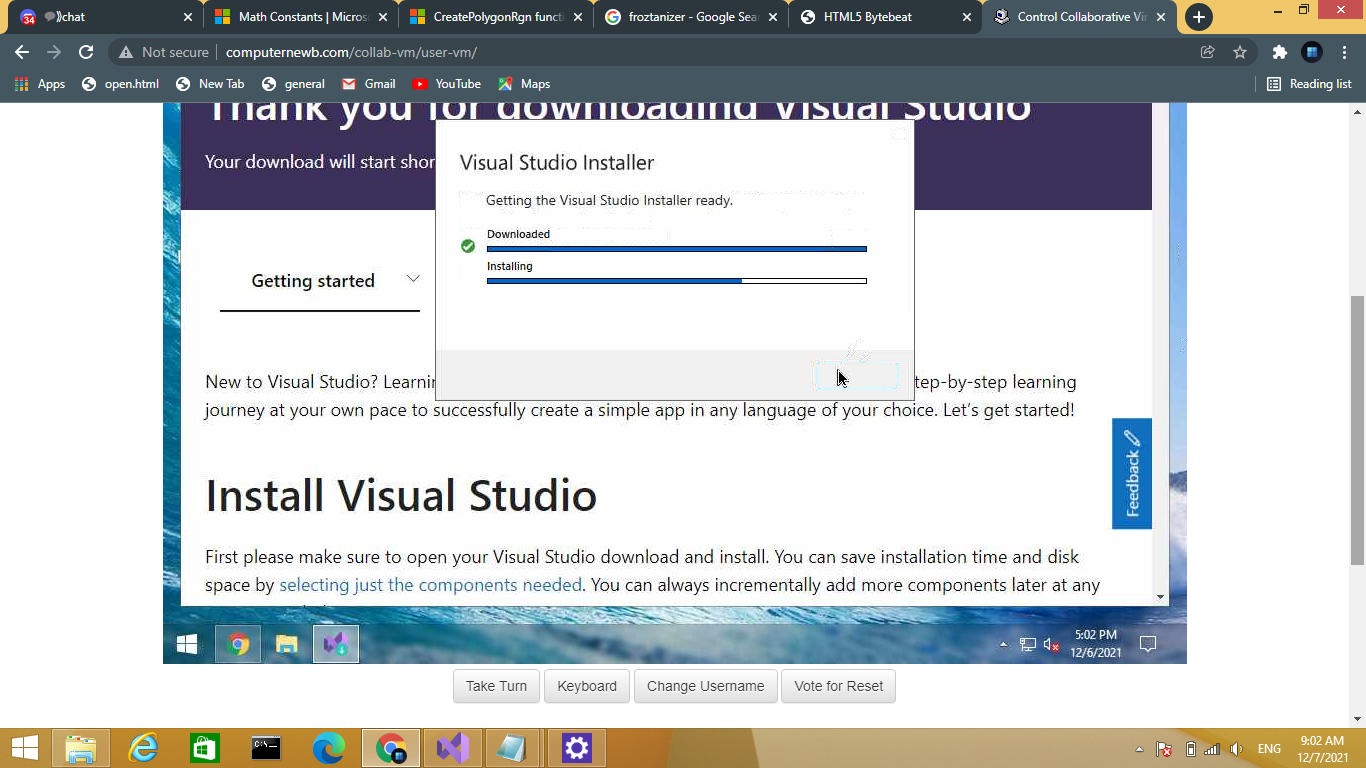 34
chat
Math Constants | Micros
CreatePolygonRgn functi
froztanizer - Google Sea
HTML5 Bytebeat
Control Collaborative Vir
Not secure
computernewb.com/collab-vm/user-vm/
Apps
open.html
New Tab
general
Gmail
YouTube
Maps
Reading list
Thank you for downloading Visual Studio
Your download will start shor
Visual Studio Installer
Getting the Visual Studio Installer ready.
Downloaded
Installing
Getting started
New to Visual Studio? Learnin
tep-by-step learning
journey at your own pace to successfully create a simple app in any language of your choice. Let's get started!
Feedback
Install Visual Studio
First please make sure to open your Visual Studio download and install. You can save installation time and disk
space by selecting just the components needed. You can always incrementally add more components later at any
5:02 PM
12/6/2021
Take Turn
Keyboard
Change Username
Vote for Reset
ENG
9:02 AM
12/7/2021